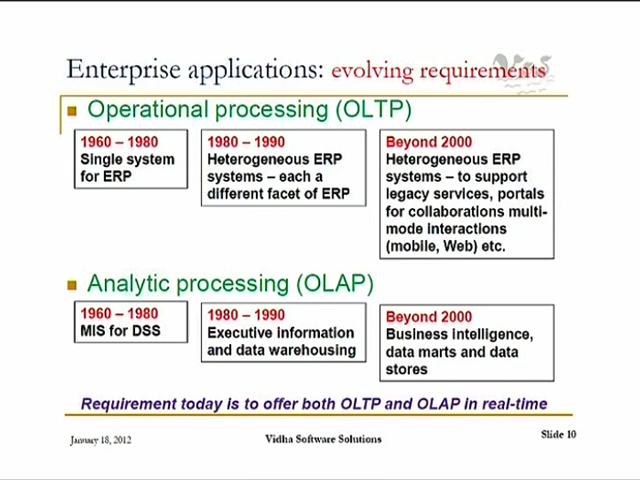 Enterprise applications: evolving requirements
Operational processing (OLTP)
1960 – 1980
Single system
for ERP
1980 – 1990
Heterogeneous ERP
systems – each a
different facet of ERP
Beyond 2000
Heterogeneous ERP
systems – to support
legacy services, portals
for collaborations multi-
mode interactions
(mobile, Web) etc.
Analytic processing (OLAP)
1960 – 1980
MIS for DSS
1980 – 1990
Executive information
and data warehousing
Beyond 2000
Business intelligence,
data marts and data
stores
Requirement today is to offer both OLTP and OLAP in real-time
January 18, 2012
Vidha Software Solutions
Slide 10